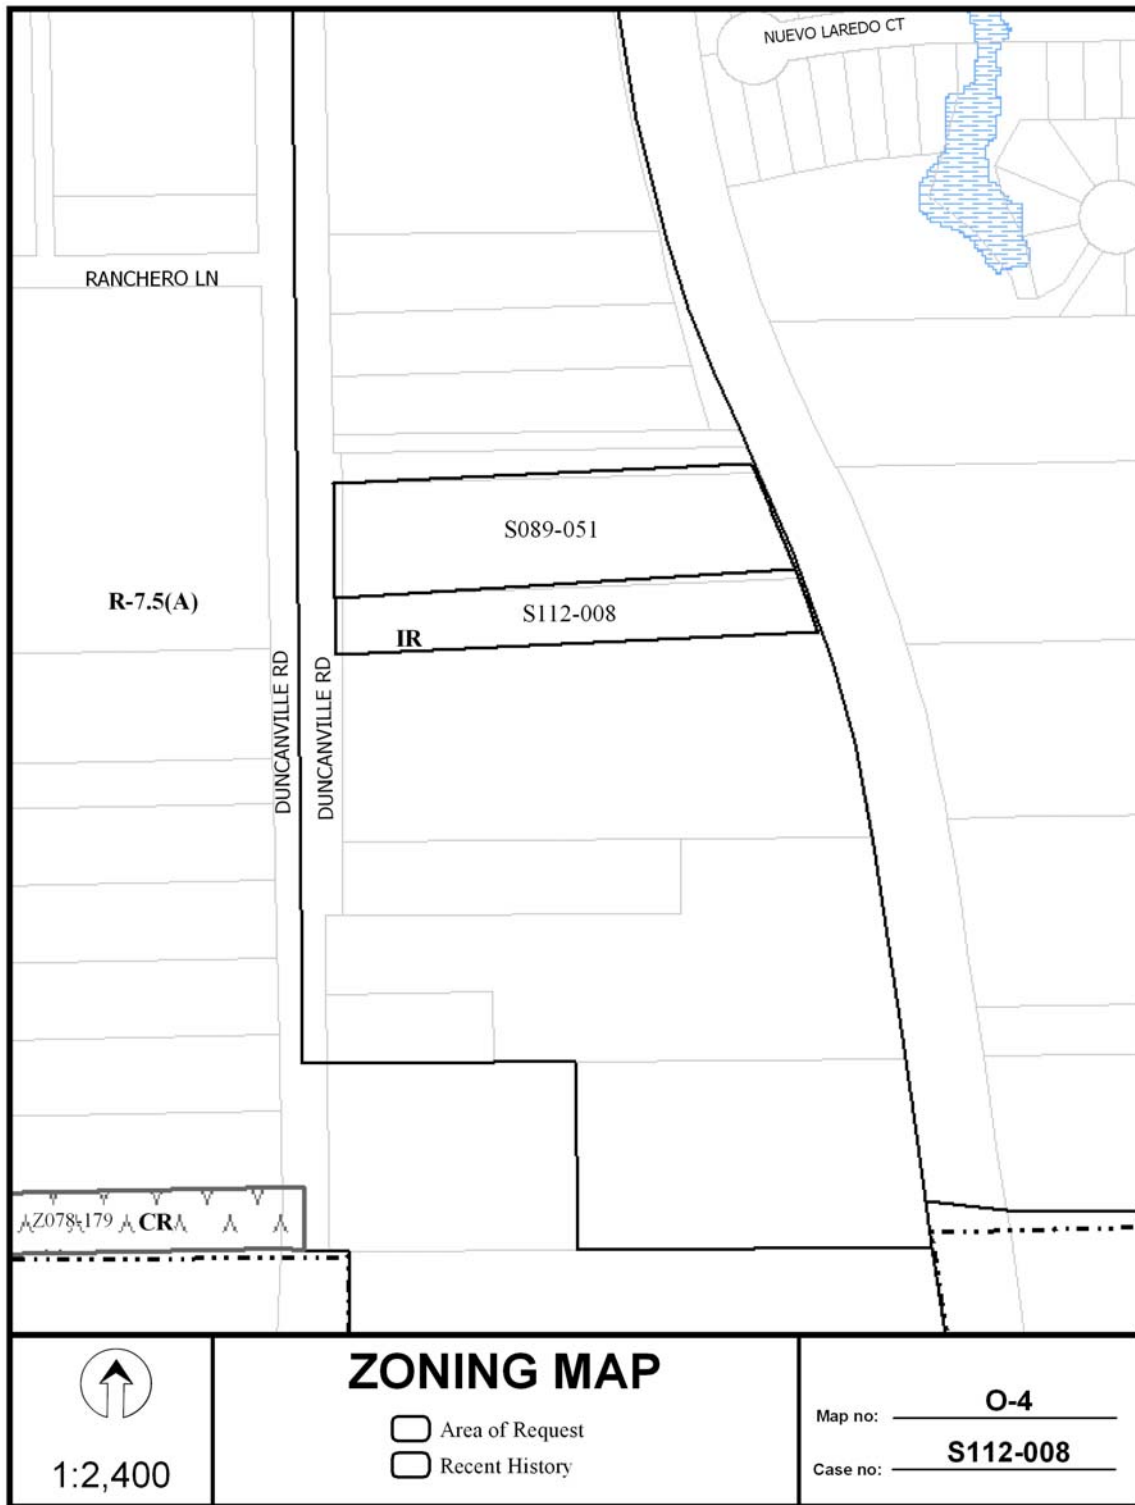 NUEVO LAREDO CT
RANCHERO LN
S089-051
R-7.5(A)
S112-008
IR
DUNCANVILLE RD
DUNCANVILLE RD
Z078-179
CR
ZONING MAP
Area of Request
Recent History
1:2,400
Map no: O-4
Case no: S112-008